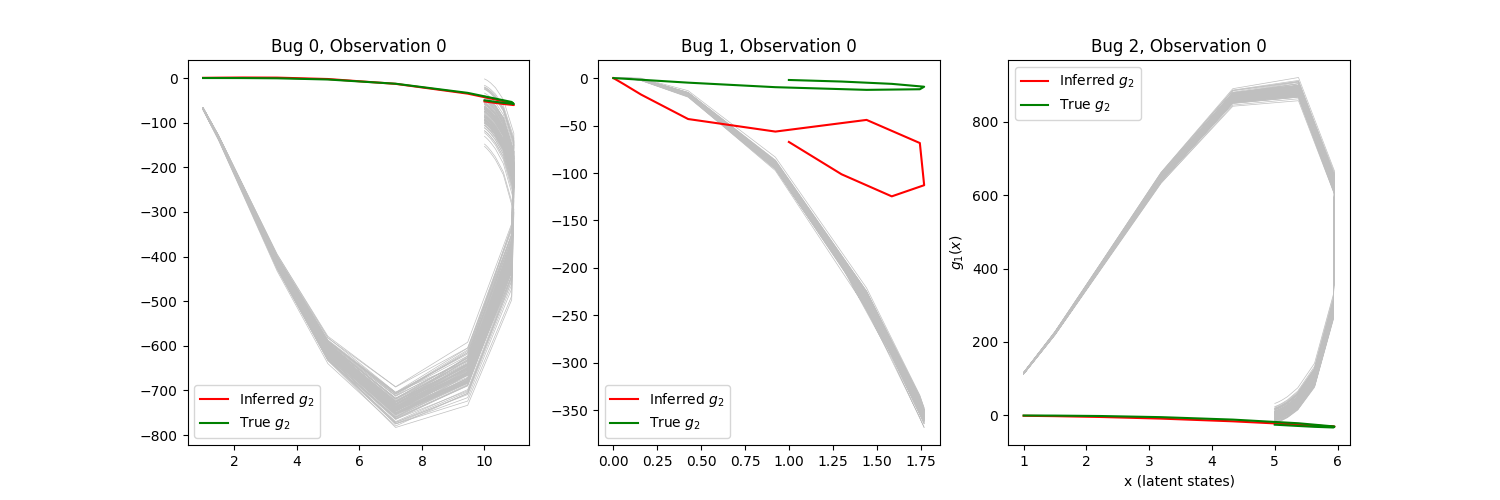 Bug 0, Observation 0
0
−100
−200
−300
−400
−500
−600
−700
−800
2 4 6 8 10
Inferred g₂
True g₂
Bug 1, Observation 0
0
−50
−100
−150
−200
−250
−300
−350
0.00 0.25 0.50 0.75 1.00 1.25 1.50 1.75
Inferred g₂
True g₂
Bug 2, Observation 0
Inferred g₂
True g₂
g₁(x)
800
600
400
200
0
1 2 3 4 5 6
x (latent states)